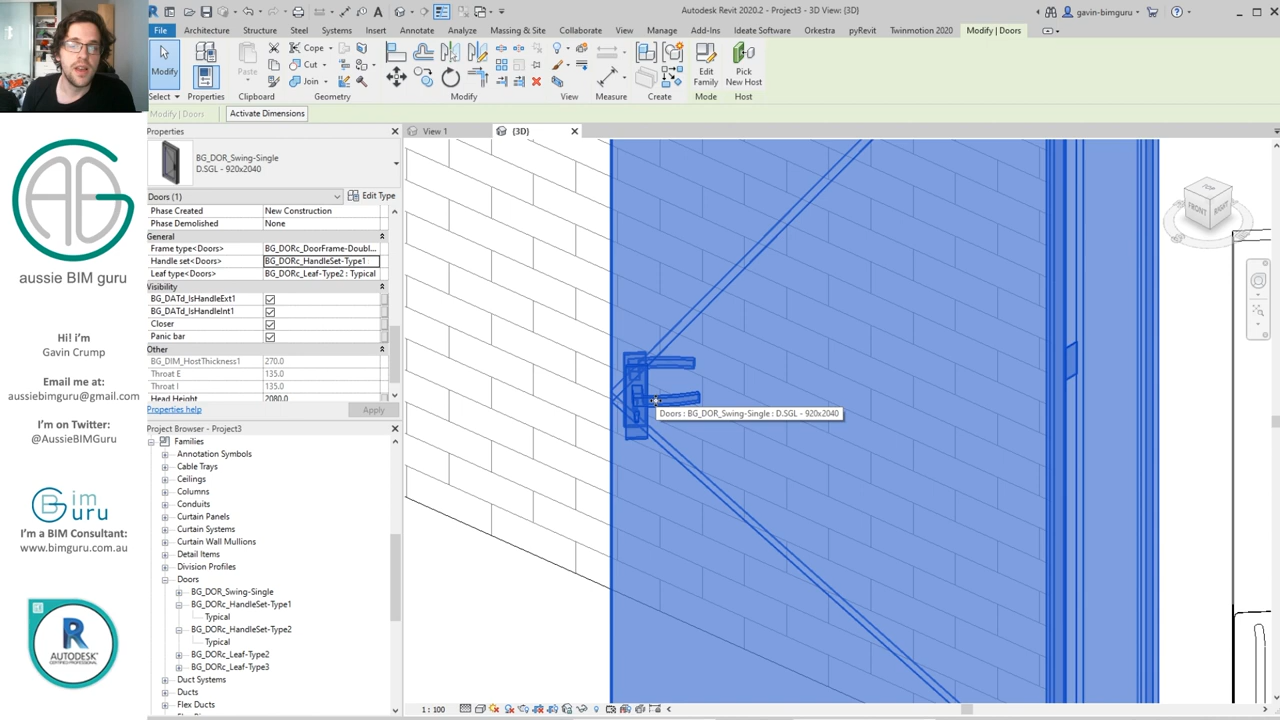 Autodesk Revit 2020.2 - Project3 - 3D View: {3D}
gavin-bimguru
File Architecture Structure Steel Systems Insert Annotate Analyze Massing & Site Collaborate View Manage Add-Ins Ideate Software Orkestra pyRevit Twinmotion 2020 Modify | Doors
Modify
Paste
Cope
Cut
Join
Edit Family
Pick New Host
Select Properties Clipboard Geometry Modify View Measure Create Mode Host
Modify | Doors Activate Dimensions
Properties
View 1 {3D}
BG_DOR_Swing-Single
D.SGL - 920x2040
Doors (1) Edit Type
Phase Created New Construction
Phase Demolished None
General
Frame type<Doors> BG_DORc_DoorFrame-Doubl...
Handle set<Doors> BG_DORc_HandleSet-Type1
Leaf type<Doors> BG_DORc_Leaf-Type2 : Typical
Visibility
BG_DATd_IsHandleExt1
BG_DATd_IsHandleInt1
Closer
Panic bar
Other
BG_DIM_HostThickness1 270.0
Throat E 135.0
Throat I 135.0
Head Height 2080.0
Properties help Apply
Project Browser - Project3
Families
Annotation Symbols
Cable Trays
Ceilings
Columns
Conduits
Curtain Panels
Curtain Systems
Curtain Wall Mullions
Detail Items
Division Profiles
Doors
BG_DOR_Swing-Single
BG_DORc_HandleSet-Type1
Typical
BG_DORc_HandleSet-Type2
Typical
BG_DORc_Leaf-Type2
BG_DORc_Leaf-Type3
Duct Systems
Ducts
Flex Ducts
Doors : BG_DOR_Swing-Single : D.SGL - 920x2040
TOP
FRONT
RIGHT
1 : 100
aussie BIM guru
Hi! i'm
Gavin Crump
Email me at:
aussiebimguru@gmail.com
I'm on Twitter:
@AussieBIMGuru
Bim Guru
I'm a BIM Consultant:
www.bimguru.com.au
R
AUTODESK